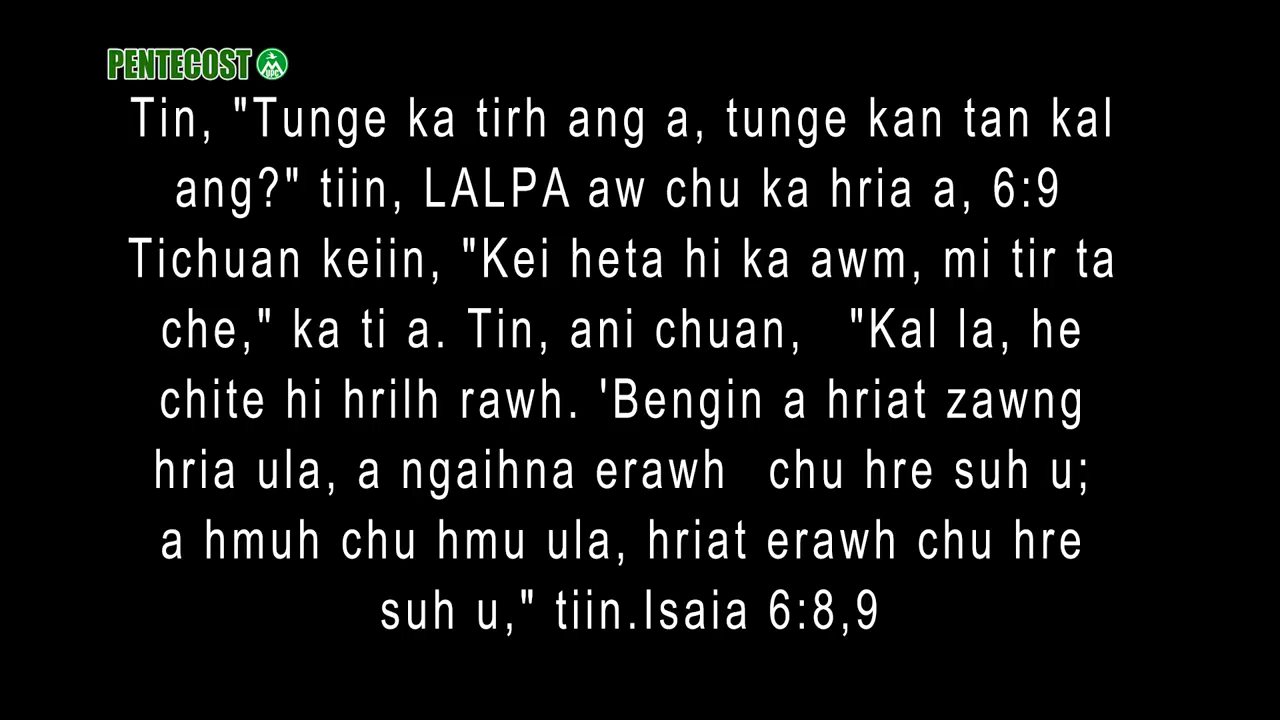 PENTECOST UPC
Tin, "Tunge ka tirh ang a, tunge kan tan kal
ang?" tiin, LALPA aw chu ka hria a, 6:9
Tichuan keiin, "Kei heta hi ka awm, mi tir ta
che," ka ti a. Tin, ani chuan, "Kal la, he
chite hi hrilh rawh. 'Bengin a hriat zawng
hria ula, a ngaihna erawh chu hre suh u;
a hmuh chu hmu ula, hriat erawh chu hre
suh u," tiin.Isaia 6:8,9